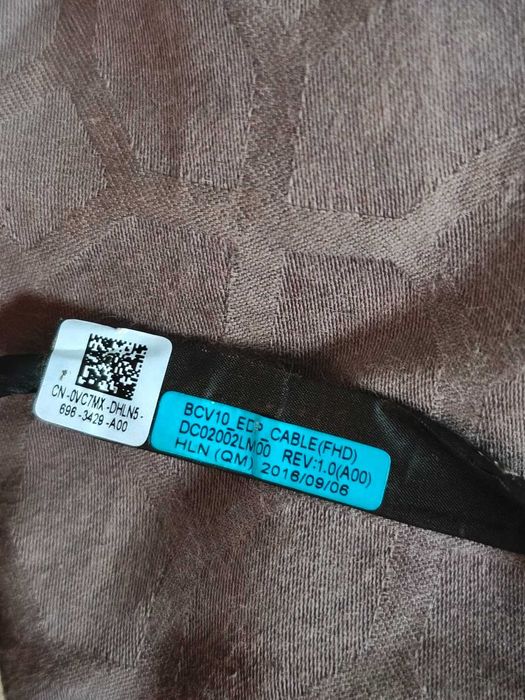 CN-0VC7MX-DHLN5-
696-3429-A00
BCV10_EDP_CABLE(FHD)
DC02002LM00 REV:1.0(A00)
HLN (QM) 2016/09/06